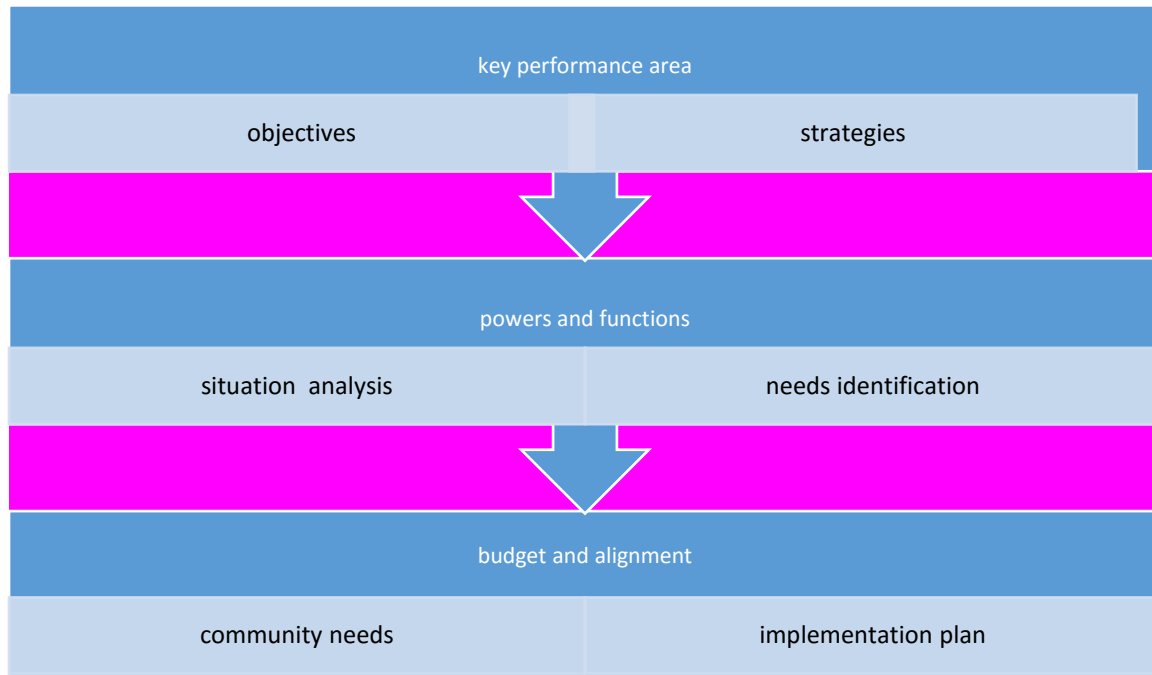 key performance area
objectives
strategies
powers and functions
situation  analysis
needs identification
budget and alignment
community needs
implementation plan